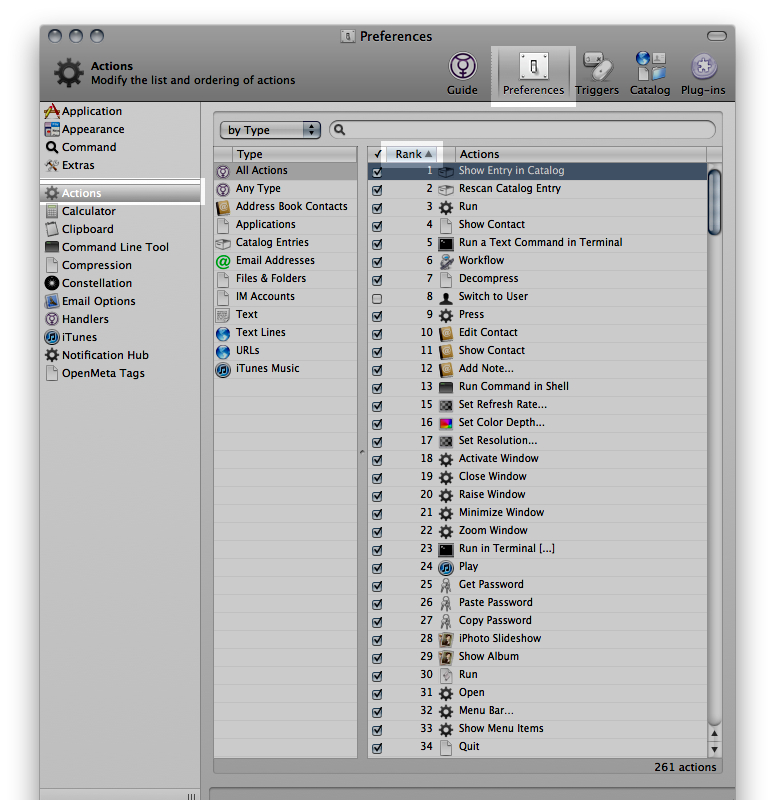 Preferences
Actions
Modify the list and ordering of actions
Guide
Preferences
Triggers
Catalog
Plug-ins
Application
Appearance
Command
Extras
Actions
Calculator
Clipboard
Command Line Tool
Compression
Constellation
Email Options
Handlers
iTunes
Notification Hub
OpenMeta Tags
by Type
Type
All Actions
Any Type
Address Book Contacts
Applications
Catalog Entries
Email Addresses
Files & Folders
IM Accounts
Text
Text Lines
URLs
iTunes Music
Rank Actions
1 Show Entry in Catalog
2 Rescan Catalog Entry
3 Run
4 Show Contact
5 Run a Text Command in Terminal
6 Workflow
7 Decompress
8 Switch to User
9 Press
10 Edit Contact
11 Show Contact
12 Add Note...
13 Run Command in Shell
15 Set Refresh Rate...
16 Set Color Depth...
17 Set Resolution...
18 Activate Window
19 Close Window
20 Raise Window
21 Minimize Window
22 Zoom Window
23 Run in Terminal [...]
24 Play
25 Get Password
26 Paste Password
27 Copy Password
28 iPhoto Slideshow
29 Show Album
30 Run
31 Open
32 Menu Bar...
33 Show Menu Items
34 Quit
261 actions